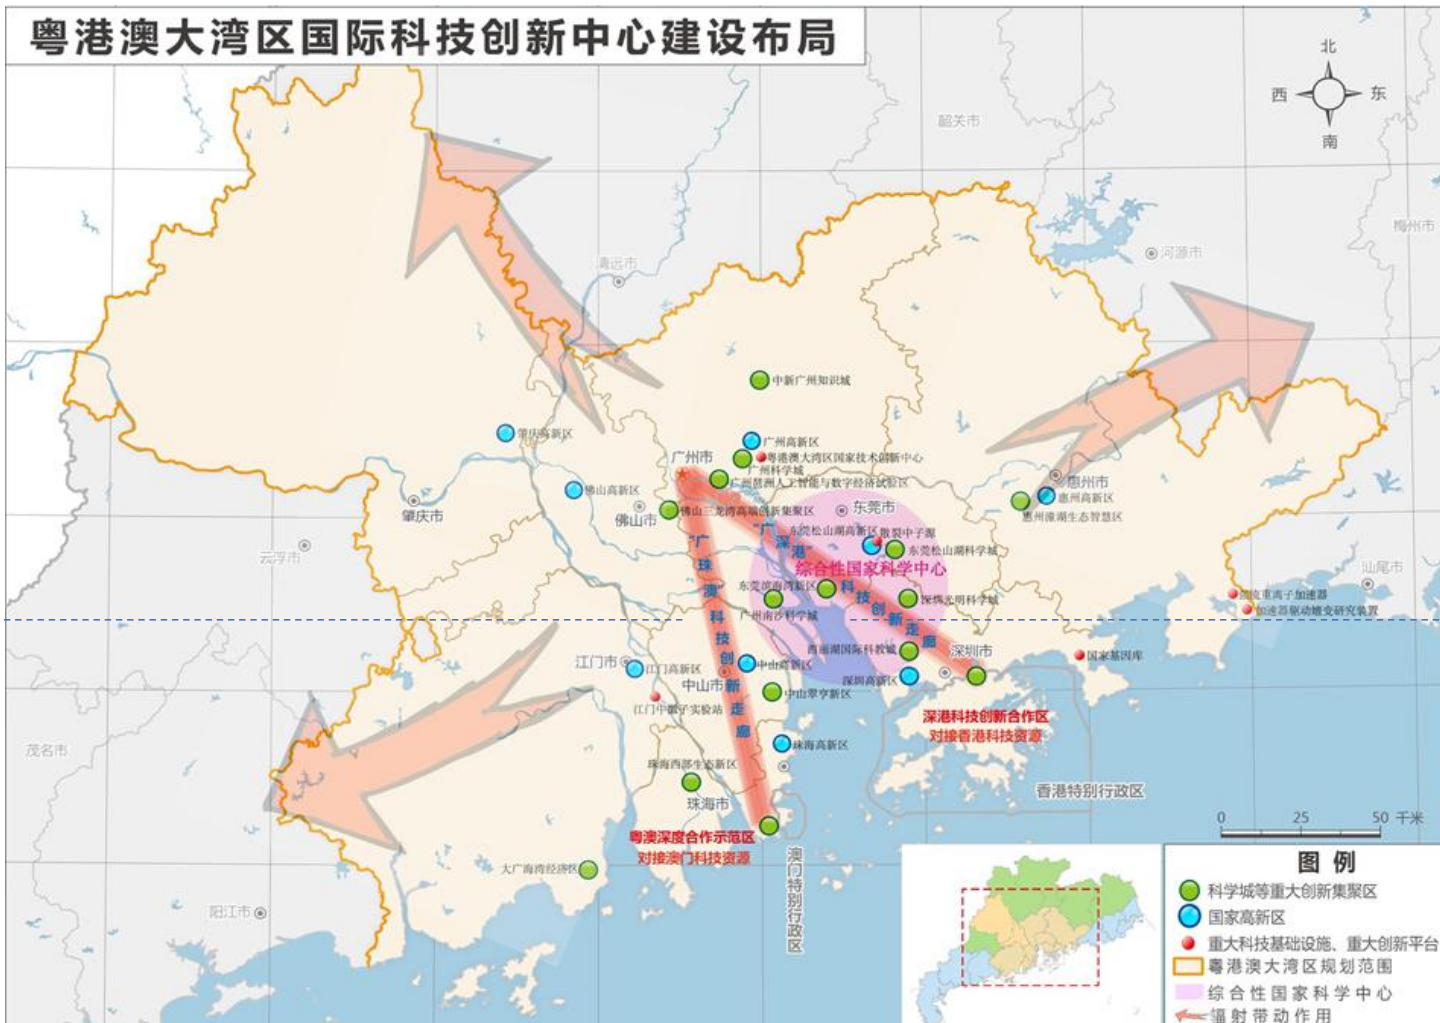 粤港澳大湾区国际科技创新中心建设布局
北
西
东
南
韶关市
梅州市
河源市
清远市
中新广州知识城
肇庆高新区
广州高新区
广州市
粤港澳大湾区国家技术创新中心
广州科学城
广州琶洲人工智能与数字经济试验区
佛山高新区
惠州市
惠州高新区
惠州潼湖生态智慧区
肇庆市
佛山市
佛山三龙湾高端创新集聚区
东莞市
东莞松山湖高新区
散裂中子源
东莞松山湖科学城
云浮市
"广深港"科技创新走廊
"广珠澳"科技创新走廊
综合性国家科学中心
东莞滨海湾新区
广州南沙科学城
深圳光明科学城
汕尾市
强流重离子加速器
加速器驱动嬗变研究装置
西丽湖国际科教城
深圳市
国家基因库
江门市
江门高新区
中山市
中山高新区
深圳高新区
中山翠亨新区
江门中微子实验站
深港科技创新合作区
对接香港科技资源
茂名市
珠海高新区
珠海西部生态新区
珠海市
香港特别行政区
粤澳深度合作示范区
对接澳门科技资源
大广海湾经济区
澳门特别行政区
阳江市
0 25 50 千米
图例
科学城等重大创新集聚区
国家高新区
重大科技基础设施、重大创新平台
粤港澳大湾区规划范围
综合性国家科学中心
辐射带动作用